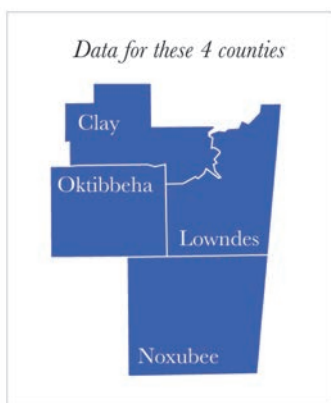 Data for these 4 counties
Clay
Oktibbeha
Lowndes
Noxubee